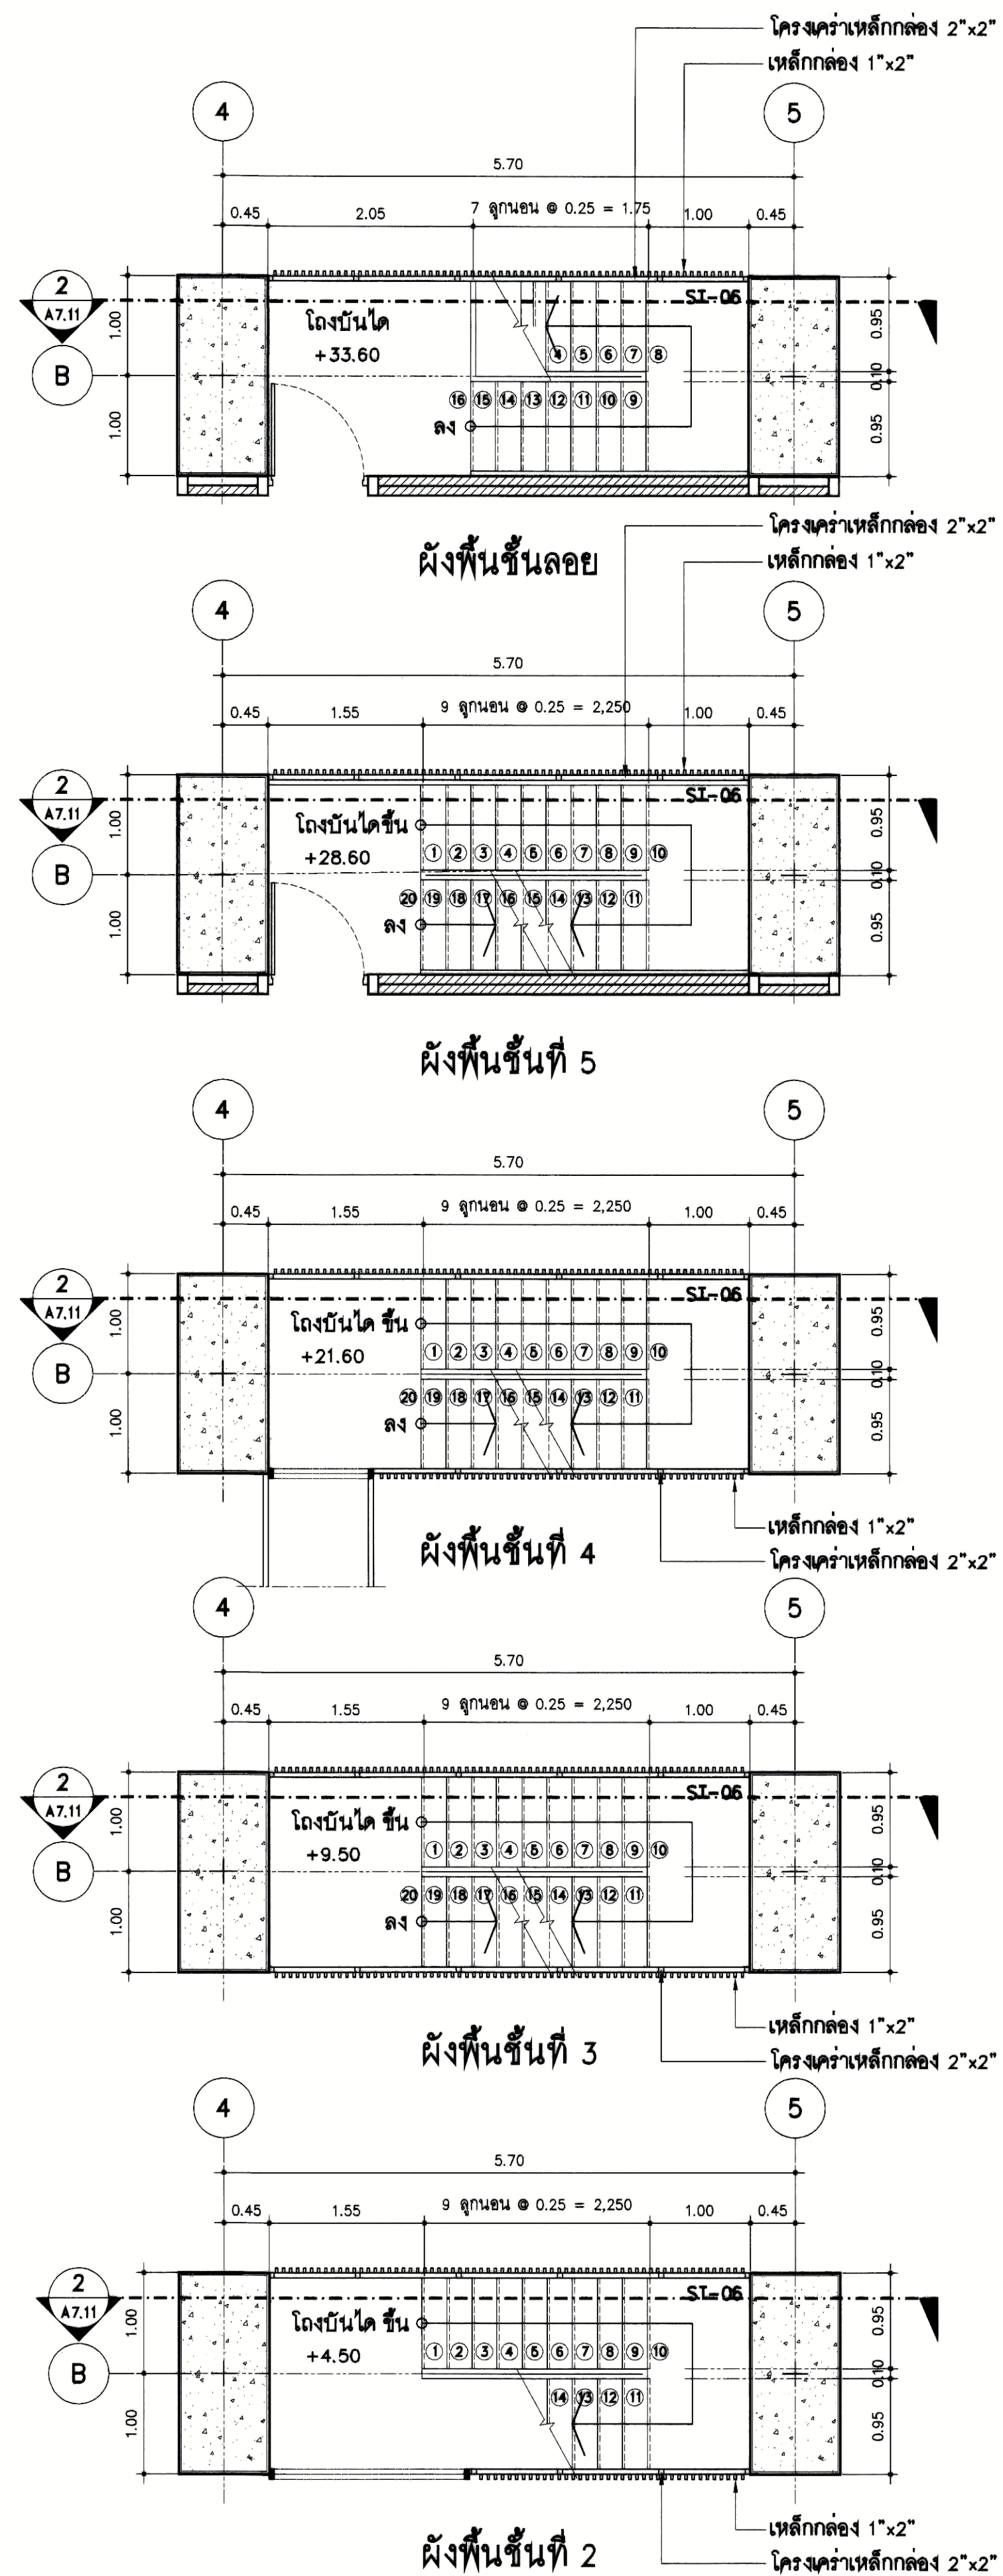 โครงเคร่าเหล็กกล่อง 2"x2"
เหล็กกล่อง 1"x2"
4 5
5.70
0.45 2.05 7 ลูกนอน @ 0.25 = 1.75 1.00 0.45
2
A7.11
B
1.00
1.00
โถงบันได
+33.60
SI-06
4 5 6 7 8
16 15 14 13 12 11 10 9
ลง
0.95
0.10
0.95
ผังพื้นชั้นลอย
โครงเคร่าเหล็กกล่อง 2"x2"
เหล็กกล่อง 1"x2"
4 5
5.70
0.45 1.55 9 ลูกนอน @ 0.25 = 2,250 1.00 0.45
2
A7.11
B
1.00
1.00
โถงบันไดขึ้น
+28.60
SI-06
1 2 3 4 5 6 7 8 9 10
20 19 18 17 16 15 14 13 12 11
ลง
0.95
0.10
0.95
ผังพื้นชั้นที่ 5
4 5
5.70
0.45 1.55 9 ลูกนอน @ 0.25 = 2,250 1.00 0.45
2
A7.11
B
1.00
1.00
โถงบันได ขึ้น
+21.60
SI-06
1 2 3 4 5 6 7 8 9 10
20 19 18 17 16 15 14 13 12 11
ลง
0.95
0.10
0.95
เหล็กกล่อง 1"x2"
โครงเคร่าเหล็กกล่อง 2"x2"
ผังพื้นชั้นที่ 4
4 5
5.70
0.45 1.55 9 ลูกนอน @ 0.25 = 2,250 1.00 0.45
2
A7.11
B
1.00
1.00
โถงบันได ขึ้น
+9.50
SI-06
1 2 3 4 5 6 7 8 9 10
20 19 18 17 16 15 14 13 12 11
ลง
0.95
0.10
0.95
เหล็กกล่อง 1"x2"
โครงเคร่าเหล็กกล่อง 2"x2"
ผังพื้นชั้นที่ 3
4 5
5.70
0.45 1.55 9 ลูกนอน @ 0.25 = 2,250 1.00 0.45
2
A7.11
B
1.00
1.00
โถงบันได ขึ้น
+4.50
SI-06
1 2 3 4 5 6 7 8 9 10
14 13 12 11
0.95
0.10
0.95
เหล็กกล่อง 1"x2"
โครงเคร่าเหล็กกล่อง 2"x2"
ผังพื้นชั้นที่ 2